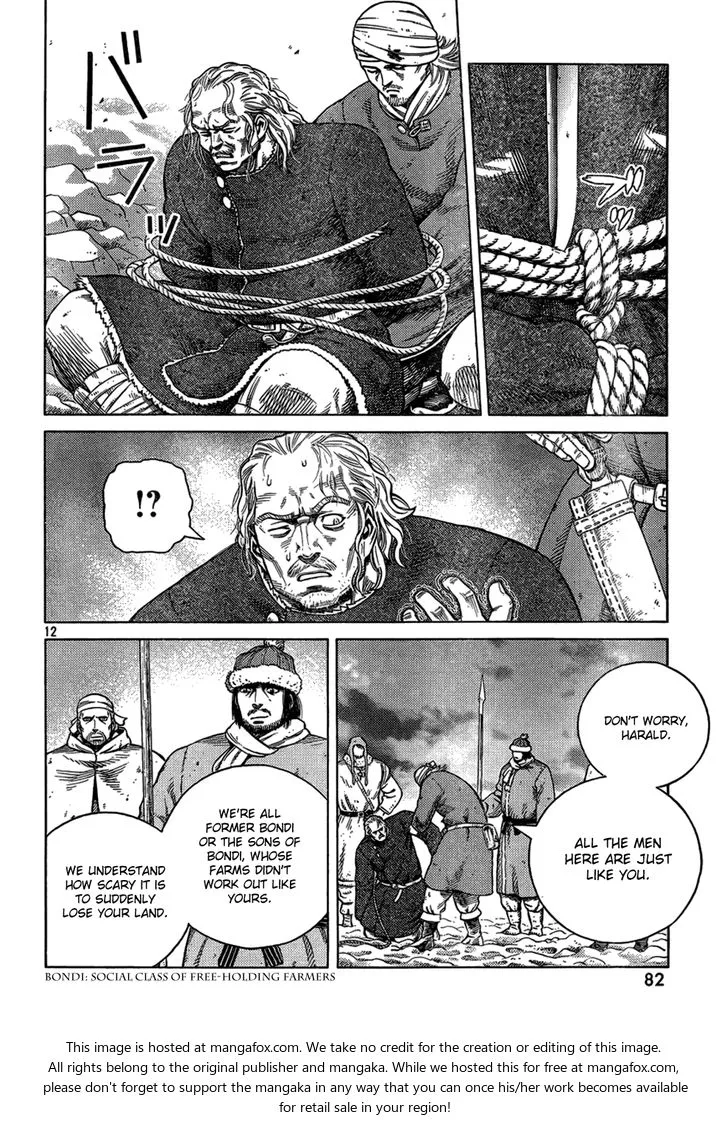 バ
ラ
ッ
!?
12
DON'T WORRY,
HARALD.
ALL THE MEN
HERE ARE JUST
LIKE YOU.
WE'RE ALL
FORMER BONDI
OR THE SONS OF
BONDI, WHOSE
FARMS DIDN'T
WORK OUT LIKE
YOURS.
WE UNDERSTAND
HOW SCARY IT IS
TO SUDDENLY
LOSE YOUR LAND.
BONDI: SOCIAL CLASS OF FREE-HOLDING FARMERS
82
This image is hosted at mangafox.com. We take no credit for the creation or editing of this image.
All rights belong to the original publisher and mangaka. While we hosted this for free at mangafox.com,
please don't forget to support the mangaka in any way that you can once his/her work becomes available
for retail sale in your region!